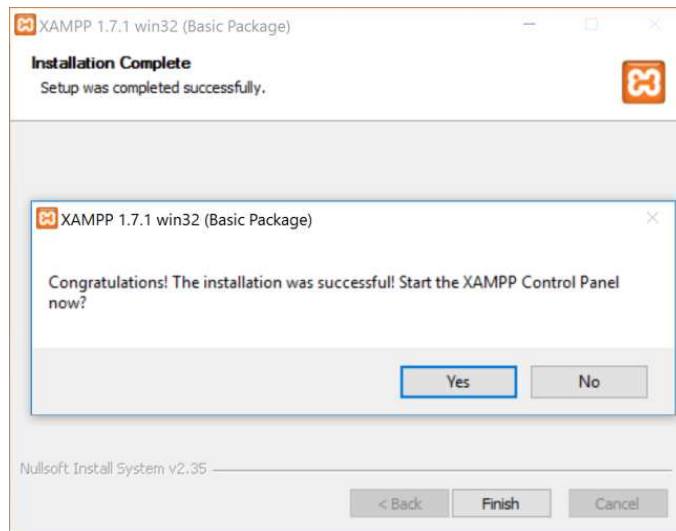 XAMPP 1.7.1 win32 (Basic Package)
Installation Complete
Setup was completed successfully.
XAMPP 1.7.1 win32 (Basic Package)
Congratulations! The installation was successful! Start the XAMPP Control Panel
now?
Yes No
Nullsoft Install System v2.35
< Back Finish Cancel